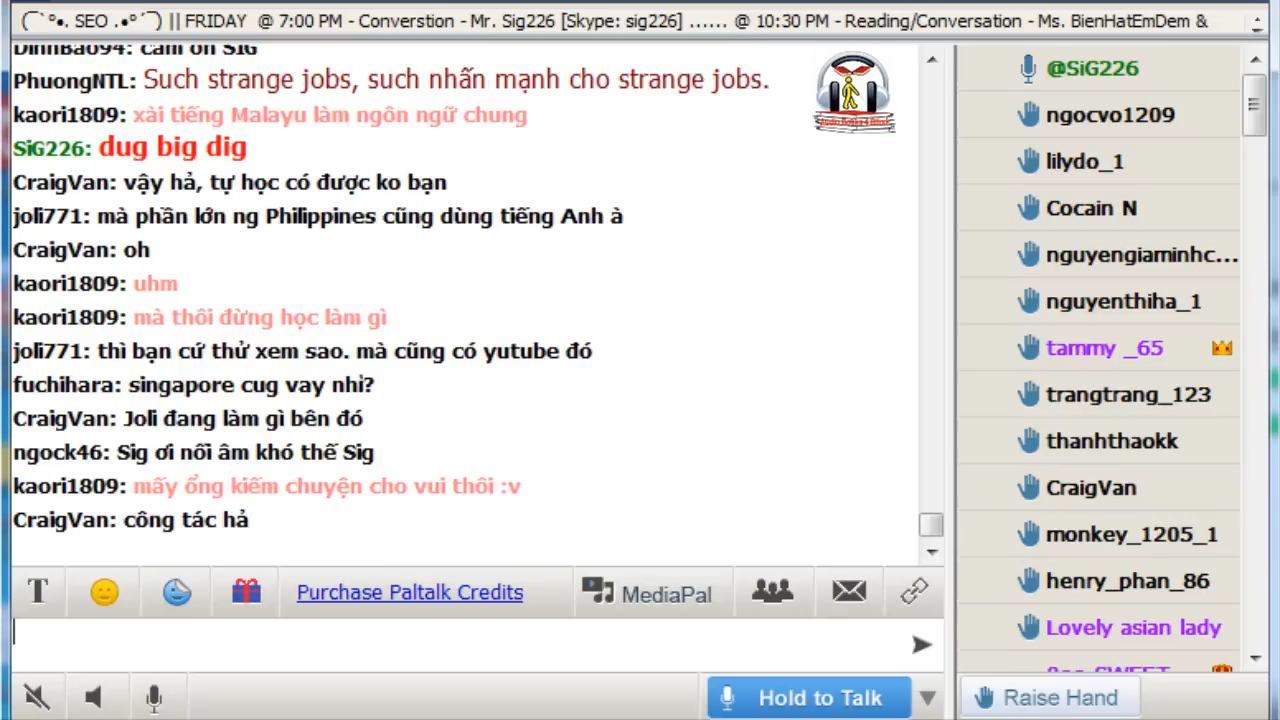 (¯`°•. SEO .•°´¯) || FRIDAY @ 7:00 PM - Converstion - Mr. Sig226 [Skype: sig226] ...... @ 10:30 PM - Reading/Conversation - Ms. BienHatEmDem &
DinhBao94: cam on SIG
PhuongNTL: Such strange jobs, such nhấn mạnh cho strange jobs.
kaori1809: xài tiếng Malayu làm ngôn ngữ chung
SiG226: dug big dig
CraigVan: vậy hả, tự học có được ko bạn
joli771: mà phần lớn ng Philippines cũng dùng tiếng Anh à
CraigVan: oh
kaori1809: uhm
kaori1809: mà thôi đừng học làm gì
joli771: thì bạn cứ thử xem sao. mà cũng có yutube đó
fuchihara: singapore cug vay nhỉ?
CraigVan: Joli đang làm gì bên đó
ngock46: Sig ơi nối âm khó thế Sig
kaori1809: mấy ổng kiếm chuyện cho vui thôi :v
CraigVan: công tác hả
T
Purchase Paltalk Credits
MediaPal
Hold to Talk
@SiG226
ngocvo1209
lilydo_1
Cocain N
nguyengiaminhc...
nguyenthiha_1
tammy _65
trangtrang_123
thanhthaokk
CraigVan
monkey_1205_1
henry_phan_86
Lovely asian lady
SWEET
Raise Hand